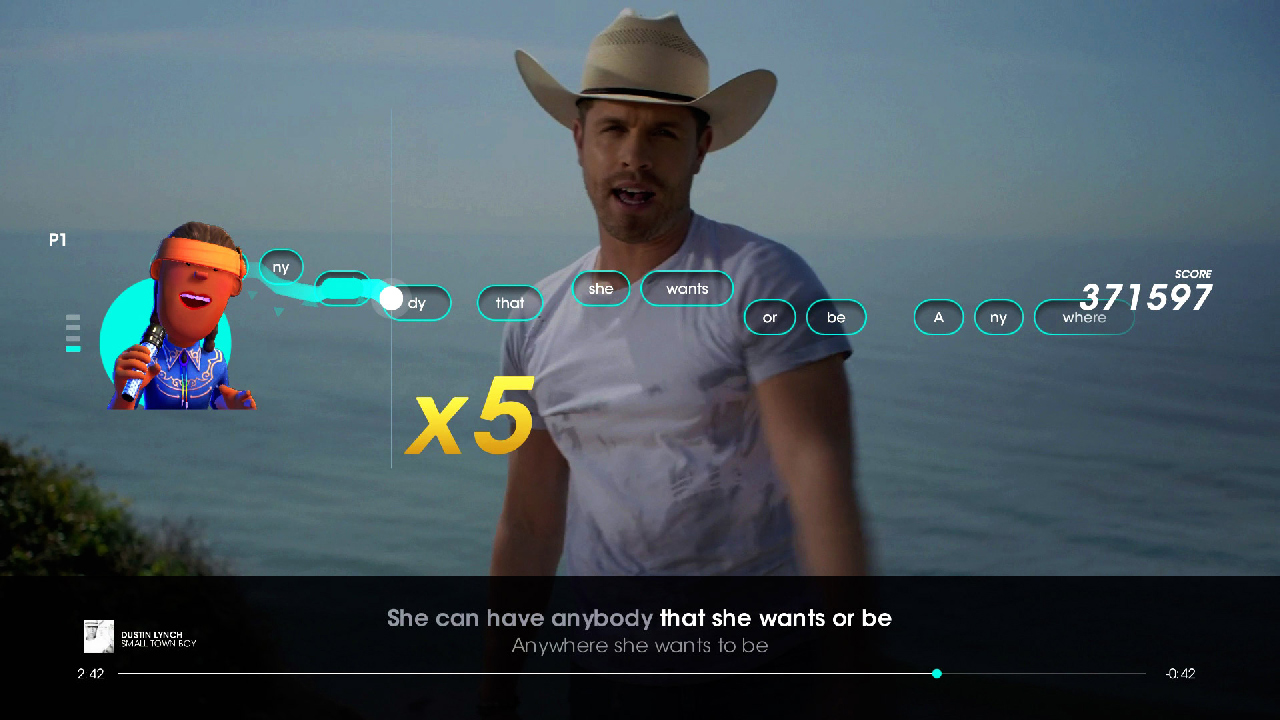 P1
ny
dy
that
she
wants
or
be
A
ny
where
SCORE
371597
x5
She can have anybody that she wants or be
Anywhere she wants to be
DUSTIN LYNCH
SMALL TOWN BOY
2:42
-0:42